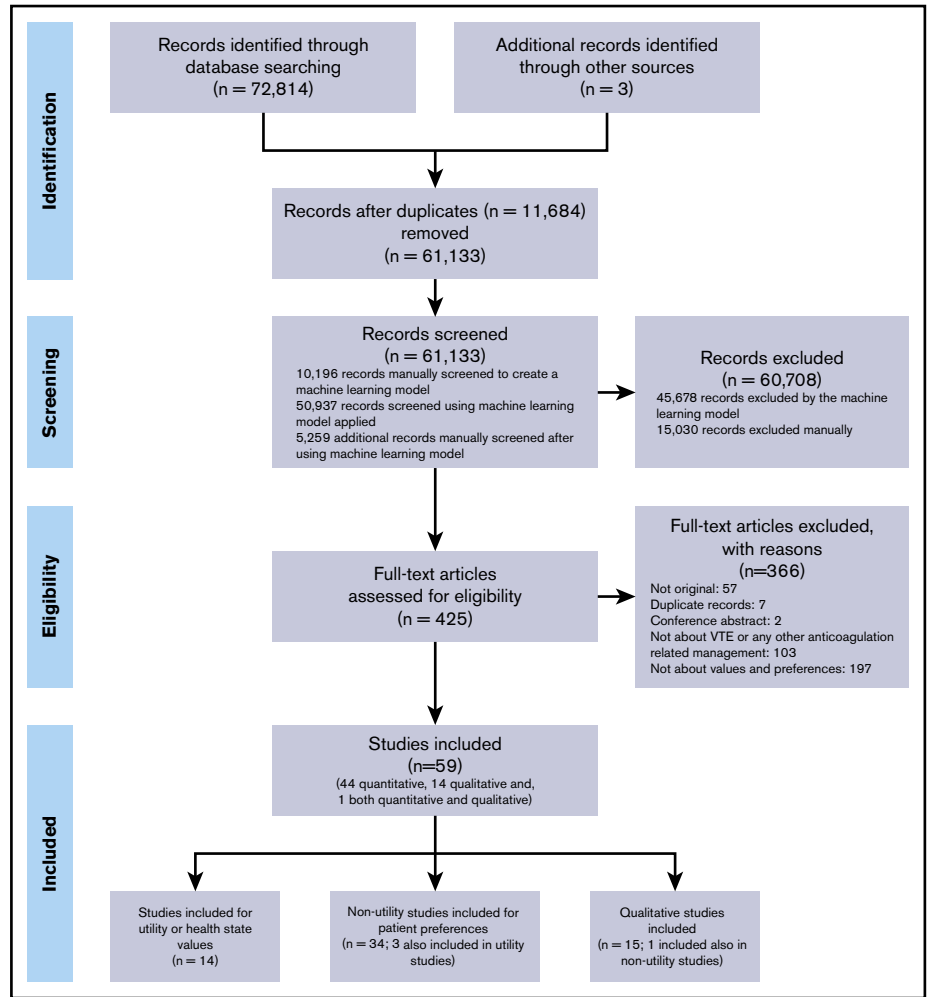 Identification
Records identified through
database searching
(n = 72,814)
Additional records identified
through other sources
(n = 3)
Records after duplicates (n = 11,684)
removed
(n = 61,133)
Screening
Records screened
(n = 61,133)
10,196 records manually screened to create a
machine learning model
50,937 records screened using machine learning
model applied
5,259 additional records manually screened after
using machine learning model
Records excluded
(n = 60,708)
45,678 records excluded by the machine
learning model
15,030 records excluded manually
Eligibility
Full-text articles
assessed for eligibility
(n = 425)
Full-text articles excluded,
with reasons
(n=366)
Not original: 57
Duplicate records: 7
Conference abstract: 2
Not about VTE or any other anticoagulation
related management: 103
Not about values and preferences: 197
Included
Studies included
(n=59)
(44 quantitative, 14 qualitative and,
1 both quantitative and qualitative)
Studies included for
utility or health state
values
(n = 14)
Non-utility studies included for
patient preferences
(n = 34; 3 also included in utility
studies)
Qualitative studies
included
(n = 15; 1 included also in
non-utility studies)